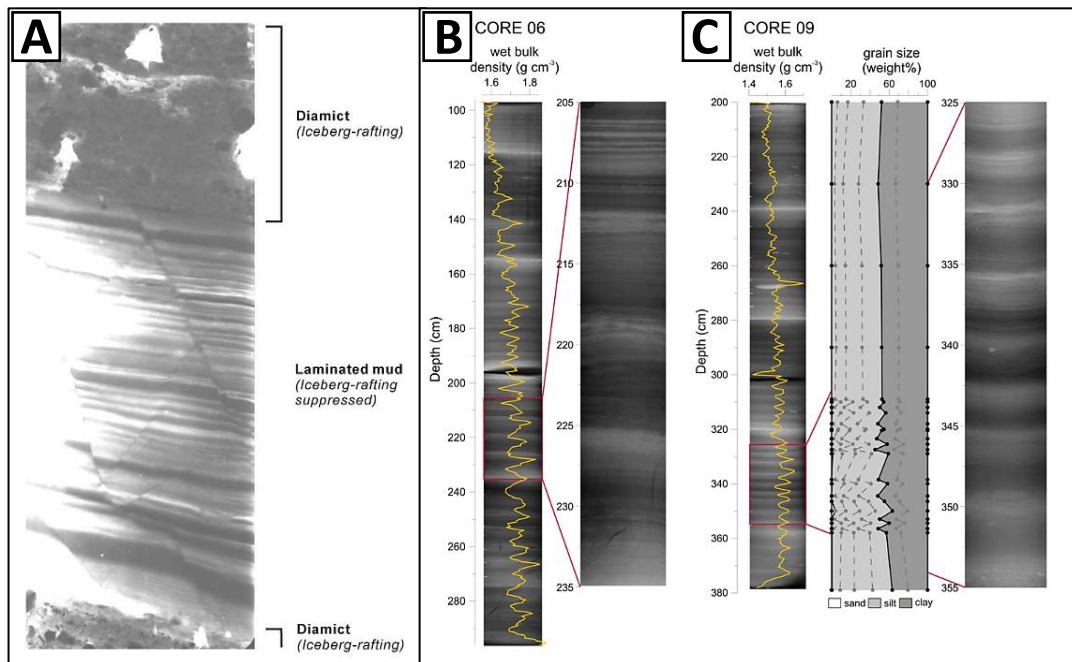 A
Diamict
(Iceberg-rafting)
Laminated mud
(Iceberg-rafting
suppressed)
Diamict
(Iceberg-rafting)
B
CORE 06
wet bulk
density (g cm-3)
1.6 1.8
Depth (cm)
100
120
140
160
180
200
220
240
260
280
205
210
215
220
225
230
235
C
CORE 09
wet bulk
density (g cm-3)
1.4 1.6
grain size
(weight%)
20 60 100
Depth (cm)
200
220
240
260
280
300
320
340
360
380
sand silt clay
325
330
335
340
345
350
355